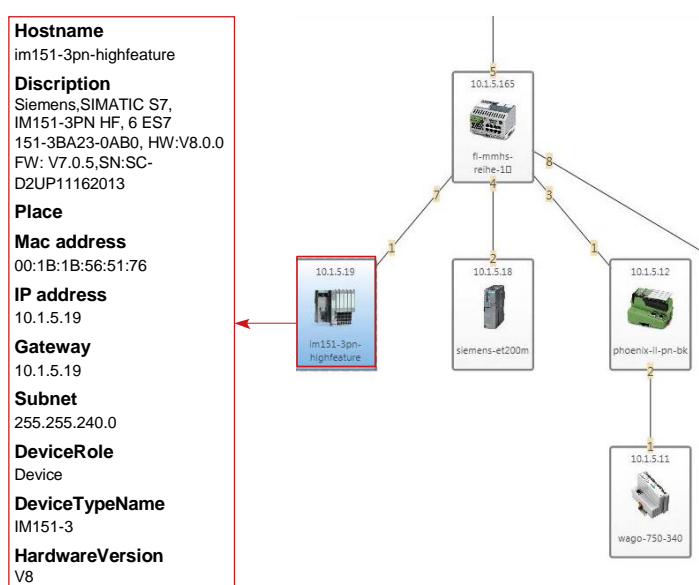 Hostname
im151-3pn-highfeature
Discription
Siemens,SIMATIC S7,
IM151-3PN HF, 6 ES7
151-3BA23-0AB0, HW:V8.0.0
FW: V7.0.5,SN:SC-
D2UP11162013
Place
Mac address
00:1B:1B:56:51:76
IP address
10.1.5.19
Gateway
10.1.5.19
Subnet
255.255.240.0
DeviceRole
Device
DeviceTypeName
IM151-3
HardwareVersion
V8
5
10.1.5.165
fl-mmhs-
reihe-1▯
4
7
3
8
1
10.1.5.19
im151-3pn-
highfeature
2
10.1.5.18
siemens-et200m
1
10.1.5.12
phoenix-il-pn-bk
2
1
10.1.5.11
wago-750-340